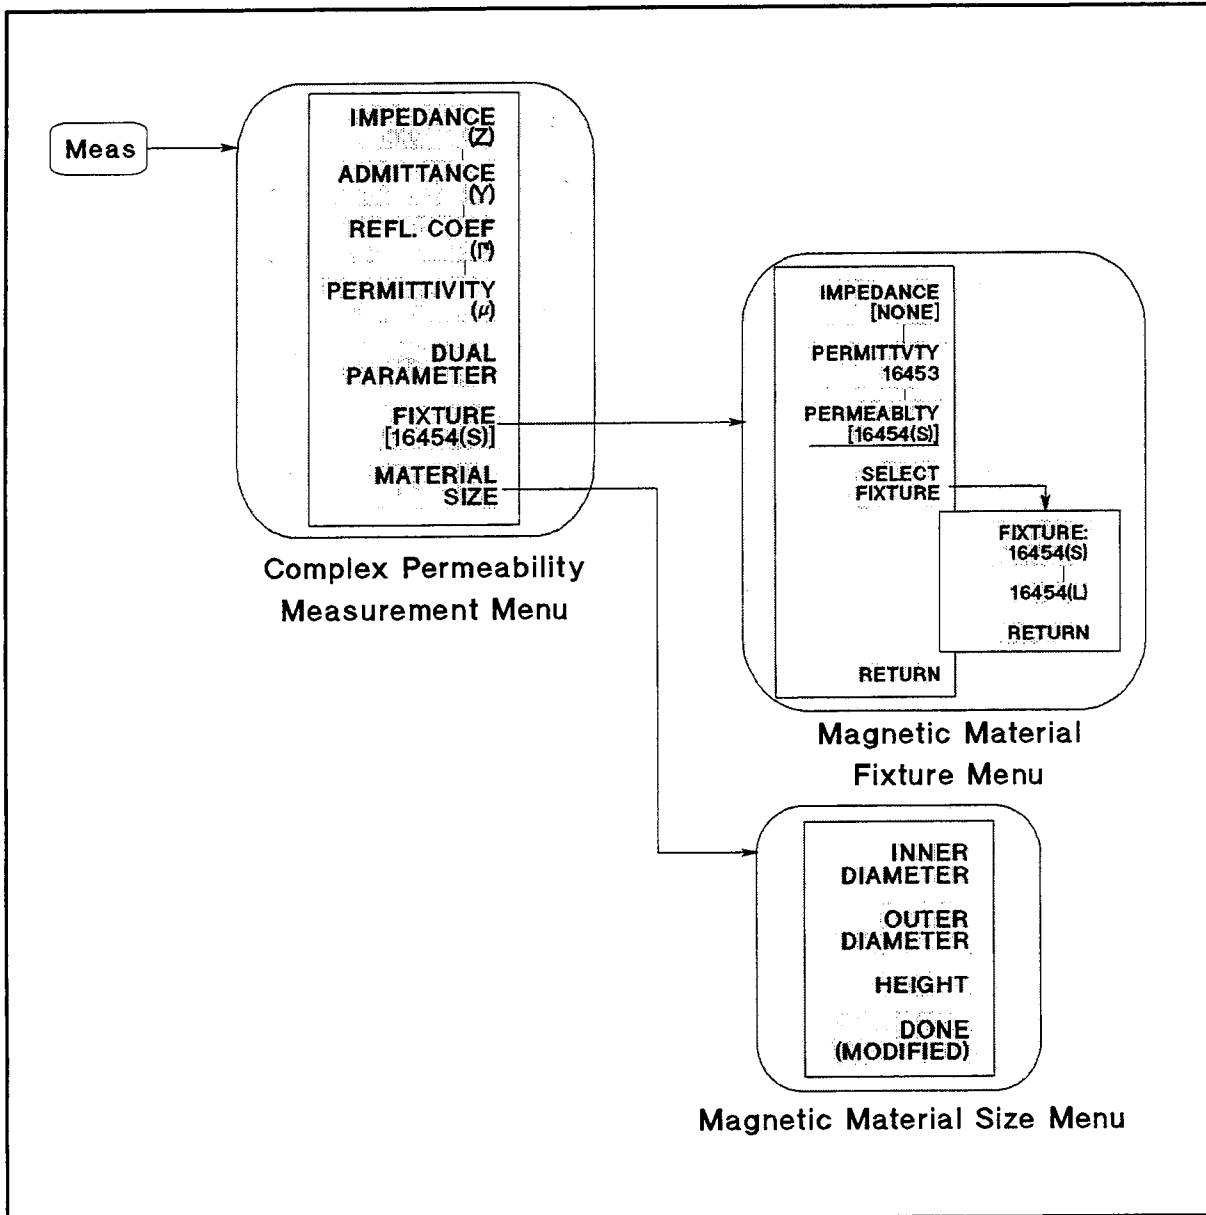 Meas
IMPEDANCE
(Z)
ADMITTANCE
(Y)
REFL. COEF
(Γ)
PERMITTIVITY
(μ)
DUAL
PARAMETER
FIXTURE
[16454(S)]
MATERIAL
SIZE
Complex Permeability
Measurement Menu
IMPEDANCE
[NONE]
PERMITTVTY
16453
PERMEABLTY
[16454(S)]
SELECT
FIXTURE
FIXTURE:
16454(S)
16454(L)
RETURN
RETURN
Magnetic Material
Fixture Menu
INNER
DIAMETER
OUTER
DIAMETER
HEIGHT
DONE
(MODIFIED)
Magnetic Material Size Menu